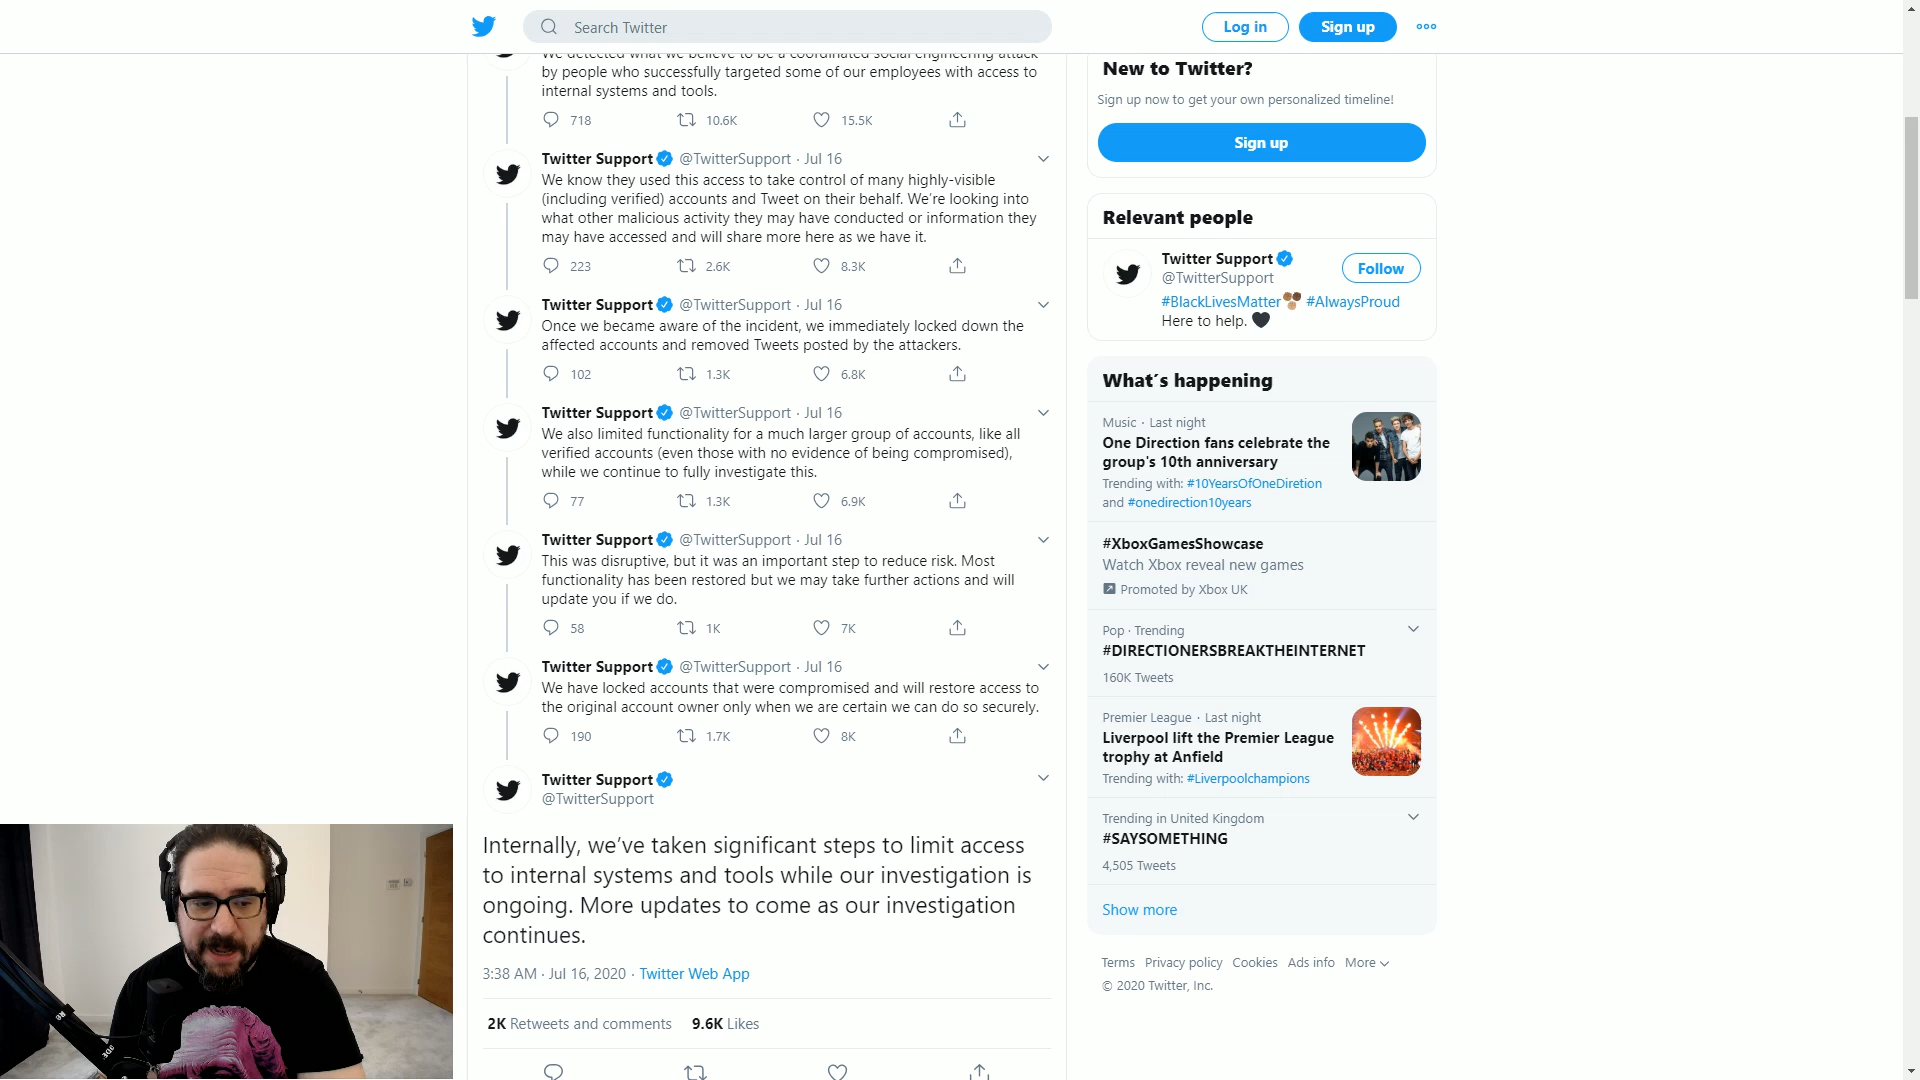 Search Twitter
Log in
Sign up
We detected what we believe to be a coordinated social engineering attack
by people who successfully targeted some of our employees with access to
internal systems and tools.
718 10.6K 15.5K
Twitter Support @TwitterSupport · Jul 16
We know they used this access to take control of many highly-visible
(including verified) accounts and Tweet on their behalf. We're looking into
what other malicious activity they may have conducted or information they
may have accessed and will share more here as we have it.
223 2.6K 8.3K
Twitter Support @TwitterSupport · Jul 16
Once we became aware of the incident, we immediately locked down the
affected accounts and removed Tweets posted by the attackers.
102 1.3K 6.8K
Twitter Support @TwitterSupport · Jul 16
We also limited functionality for a much larger group of accounts, like all
verified accounts (even those with no evidence of being compromised),
while we continue to fully investigate this.
77 1.3K 6.9K
Twitter Support @TwitterSupport · Jul 16
This was disruptive, but it was an important step to reduce risk. Most
functionality has been restored but we may take further actions and will
update you if we do.
58 1K 7K
Twitter Support @TwitterSupport · Jul 16
We have locked accounts that were compromised and will restore access to
the original account owner only when we are certain we can do so securely.
190 1.7K 8K
Twitter Support
@TwitterSupport
Internally, we've taken significant steps to limit access
to internal systems and tools while our investigation is
ongoing. More updates to come as our investigation
continues.
3:38 AM · Jul 16, 2020 · Twitter Web App
2K Retweets and comments 9.6K Likes
New to Twitter?
Sign up now to get your own personalized timeline!
Sign up
Relevant people
Twitter Support
@TwitterSupport
Follow
#BlackLivesMatter #AlwaysProud
Here to help.
What´s happening
Music · Last night
One Direction fans celebrate the
group's 10th anniversary
Trending with: #10YearsOfOneDiretion
and #onedirection10years
#XboxGamesShowcase
Watch Xbox reveal new games
Promoted by Xbox UK
Pop · Trending
#DIRECTIONERSBREAKTHEINTERNET
160K Tweets
Premier League · Last night
Liverpool lift the Premier League
trophy at Anfield
Trending with: #Liverpoolchampions
Trending in United Kingdom
#SAYSOMETHING
4,505 Tweets
Show more
Terms Privacy policy Cookies Ads info More
© 2020 Twitter, Inc.